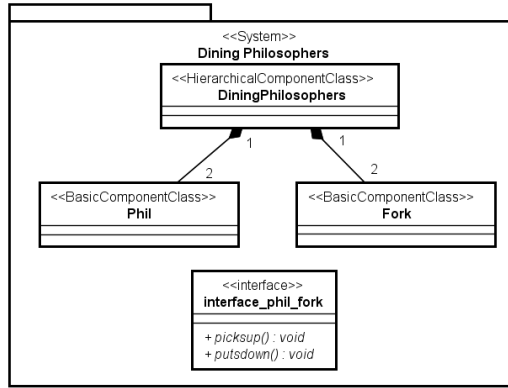 <<System>>
Dining Philosophers
<<HierarchicalComponentClass>>
DiningPhilosophers
1
1
2
2
<<BasicComponentClass>>
Phil
<<BasicComponentClass>>
Fork
<<interface>>
interface_phil_fork
+ picksup() : void
+ putsdown() : void